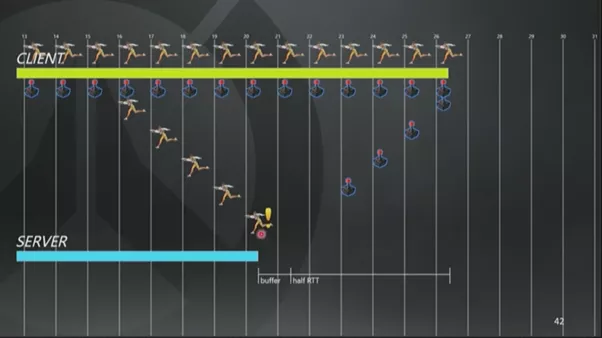 13 14 15 16 17 18 19 20 21 22 23 24 25 26 27 28 29 30 31
CLIENT
SERVER
buffer half RTT
42